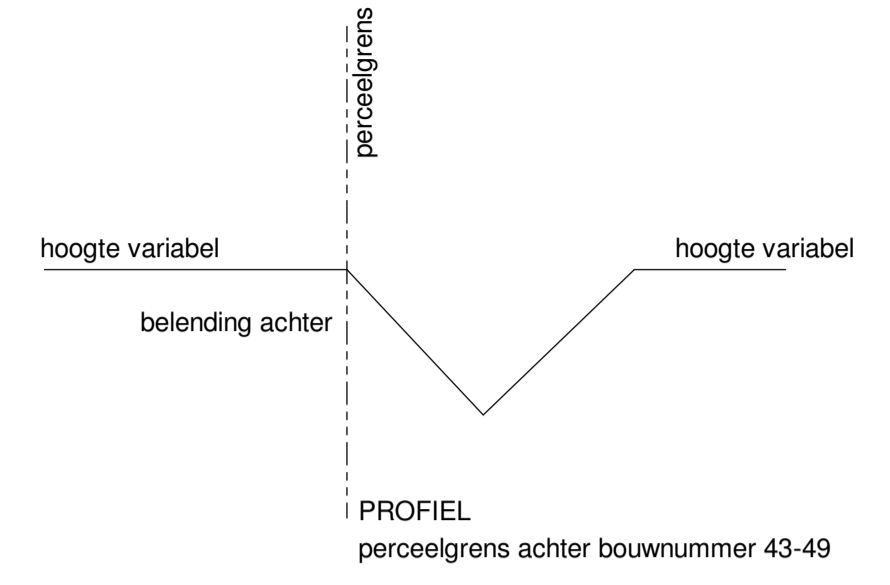 perceelgrens
hoogte variabel
hoogte variabel
belending achter
PROFIEL
perceelgrens achter bouwnummer 43-49